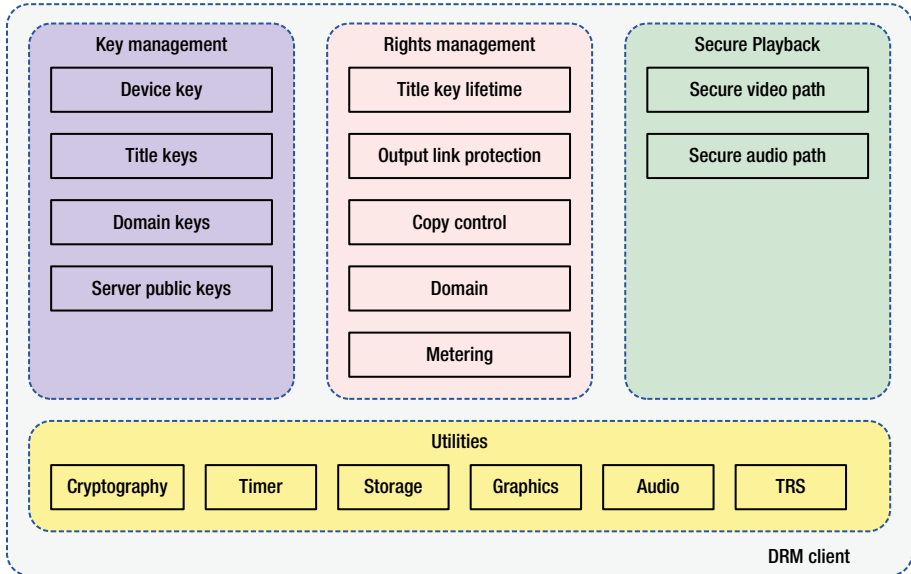 Key management
Device key
Title keys
Domain keys
Server public keys
Rights management
Title key lifetime
Output link protection
Copy control
Domain
Metering
Secure Playback
Secure video path
Secure audio path
Utilities
Cryptography
Timer
Storage
Graphics
Audio
TRS
DRM client